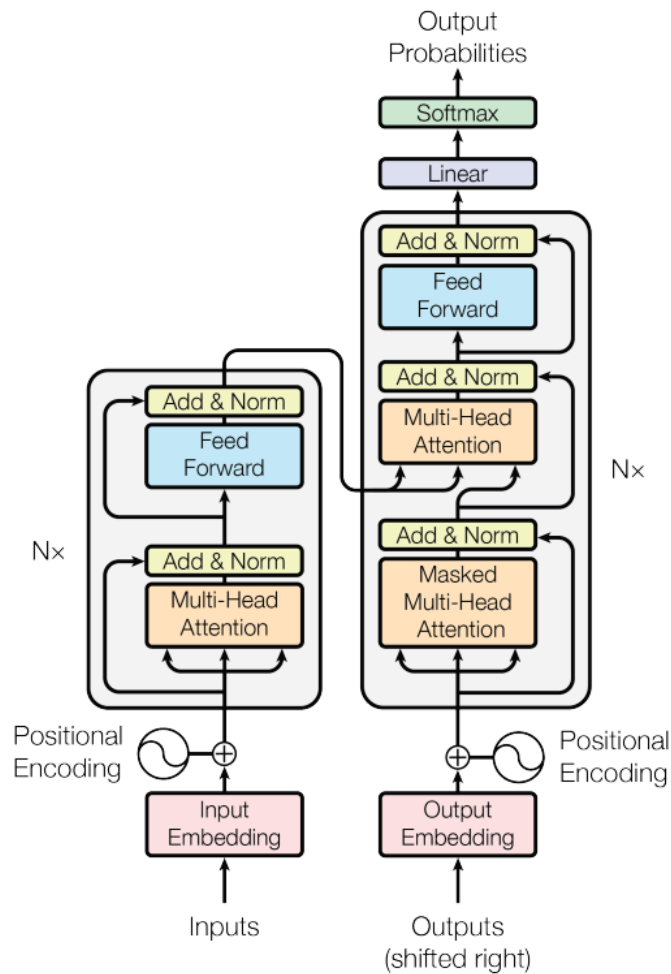 Output
Probabilities
Softmax
Linear
Add & Norm
Feed
Forward
Add & Norm
Multi-Head
Attention
Add & Norm
Masked
Multi-Head
Attention
Nx
Add & Norm
Feed
Forward
Add & Norm
Multi-Head
Attention
Nx
Positional
Encoding
Positional
Encoding
Input
Embedding
Output
Embedding
Inputs
Outputs
(shifted right)